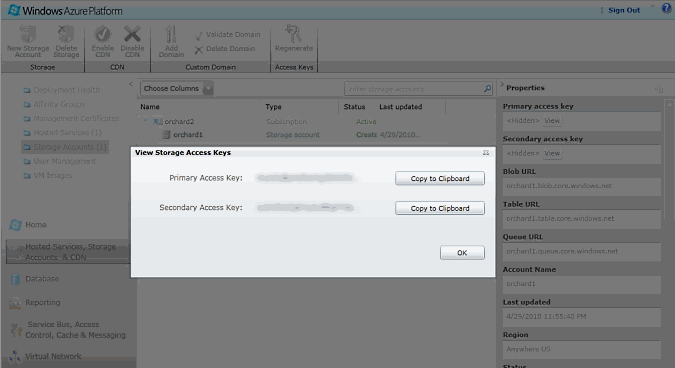 Windows Azure Platform
Sign Out
New Storage Account
Delete Storage
Enable CDN
Disable CDN
Add Domain
Validate Domain
Delete Domain
Regenerate
Storage
CDN
Custom Domain
Access Keys
Deployment Health
Affinity Groups
Management Certificates
Hosted Services (1)
Storage Accounts (1)
User Management
VM Images
Home
Hosted Services, Storage
Accounts & CDN
Database
Reporting
Service Bus, Access
Control, Cache & Messaging
Virtual Network
Choose Columns
Enter storage accounts
Name Type Status Last updated
orchard2 Subscription Active
orchard1 Storage account Create 4/29/2010...
View Storage Access Keys
Primary Access Key:
Copy to Clipboard
Secondary Access Key:
Copy to Clipboard
OK
Properties
Primary access key
<Hidden> View
Secondary access key
<Hidden> View
Blob URL
orchard1.blob.core.windows.net
Table URL
orchard1.table.core.windows.net
Queue URL
orchard1.queue.core.windows.net
Account Name
orchard1
Last updated
4/29/2010 11:55:40 PM
Region
Anywhere US
Status